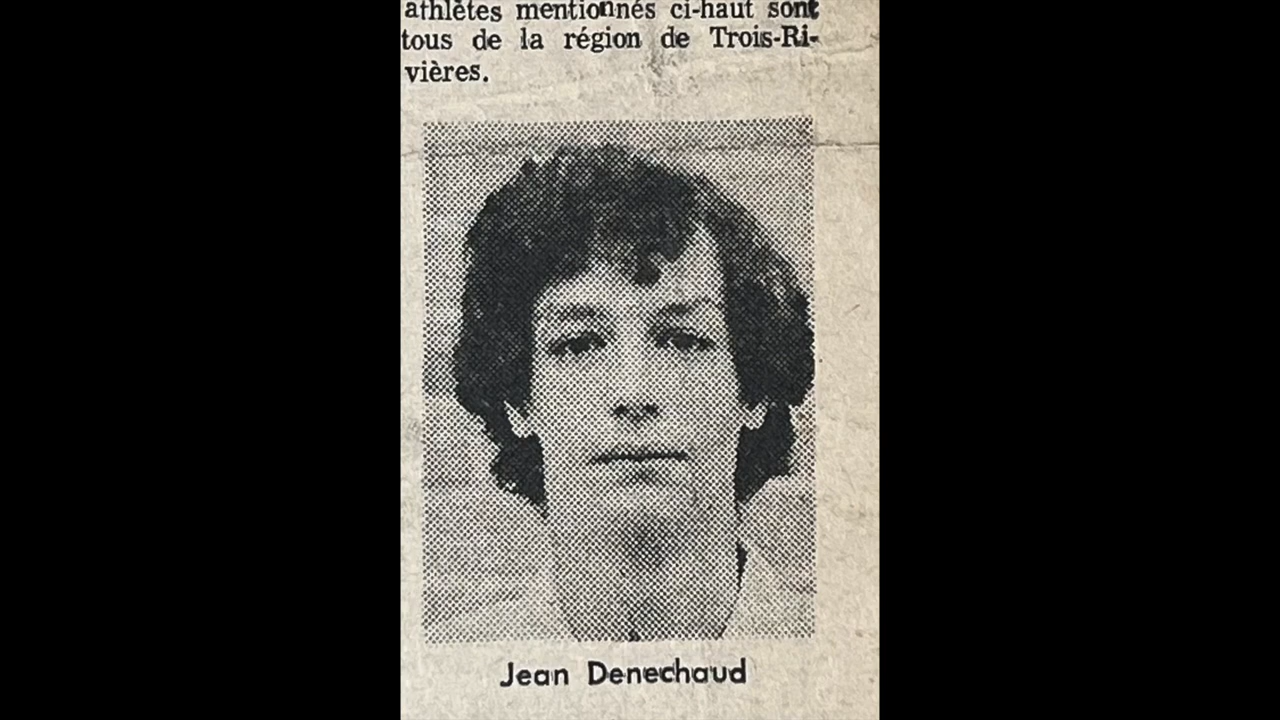 athlètes mentionnés ci-haut sont
tous de la région de Trois-Ri-
vières.
Jean Denechaud